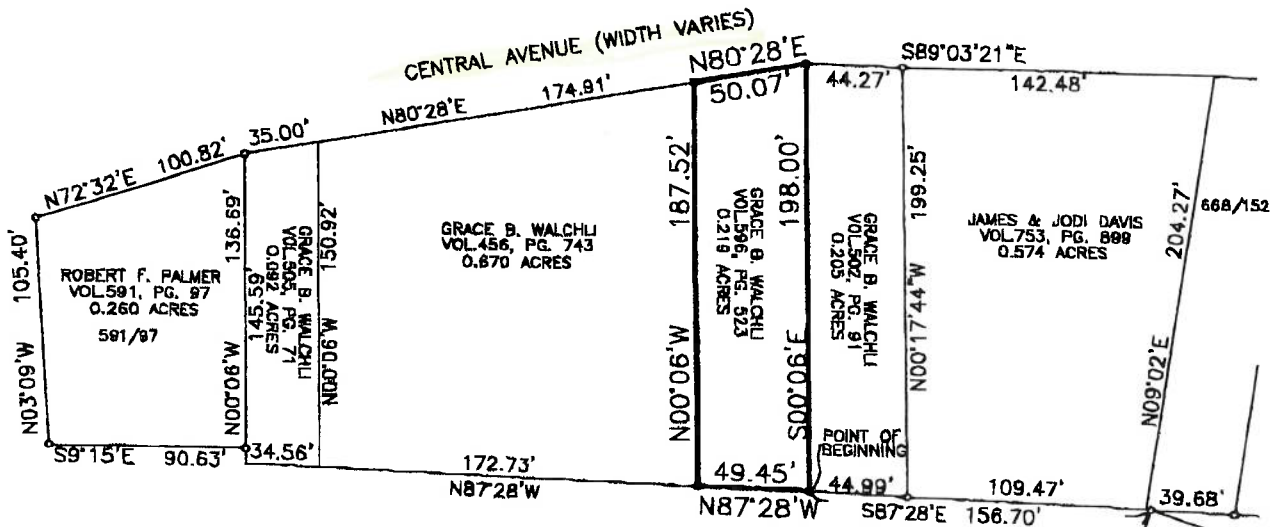 CENTRAL AVENUE (WIDTH VARIES)
N80°28'E
50.07'
S89°03'21"E
44.27'
142.48'
N80°28'E
174.91'
35.00'
N72°32'E 100.82'
105.40'
N03°09'W
ROBERT F. PALMER
VOL.591, PG. 97
0.260 ACRES
591/97
S9°15'E 90.63'
136.69'
N00°06'W
145.59'
GRACE B. WALCHLI
VOL.505, PG. 71
0.092 ACRES
150.92'
N00°06'W
34.56'
GRACE B. WALCHLI
VOL.456, PG. 743
0.670 ACRES
172.73'
N87°28'W
187.52'
N00°06'W
GRACE B. WALCHLI
VOL.596, PG. 523
0.219 ACRES
198.00'
S00°06'E
49.45'
N87°28'W
POINT OF
BEGINNING
GRACE B. WALCHLI
VOL.502, PG. 91
0.205 ACRES
44.99'
199.25'
N00°17'44"W
JAMES & JODI DAVIS
VOL.753, PG. 899
0.574 ACRES
204.27'
N09°02'E
668/152
109.47'
S87°28'E 156.70'
39.68'